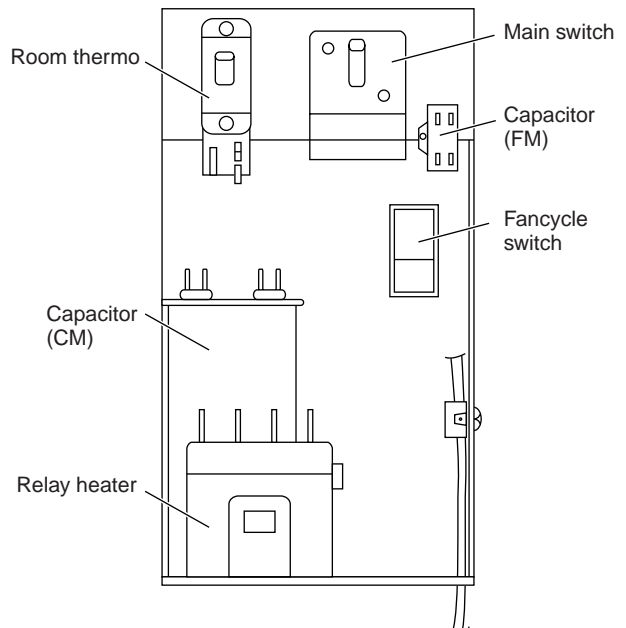 Room thermo
Main switch
Capacitor
(FM)
Fancycle
switch
Capacitor
(CM)
Relay heater